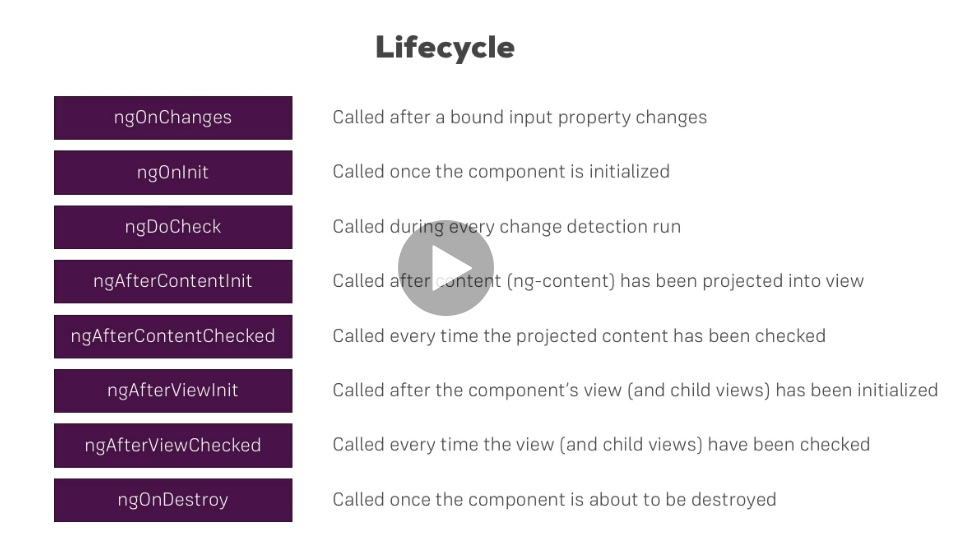 Lifecycle
ngOnChanges Called after a bound input property changes
ngOnInit Called once the component is initialized
ngDoCheck Called during every change detection run
ngAfterContentInit Called after content (ng-content) has been projected into view
ngAfterContentChecked Called every time the projected content has been checked
ngAfterViewInit Called after the component's view (and child views) has been initialized
ngAfterViewChecked Called every time the view (and child views) have been checked
ngOnDestroy Called once the component is about to be destroyed